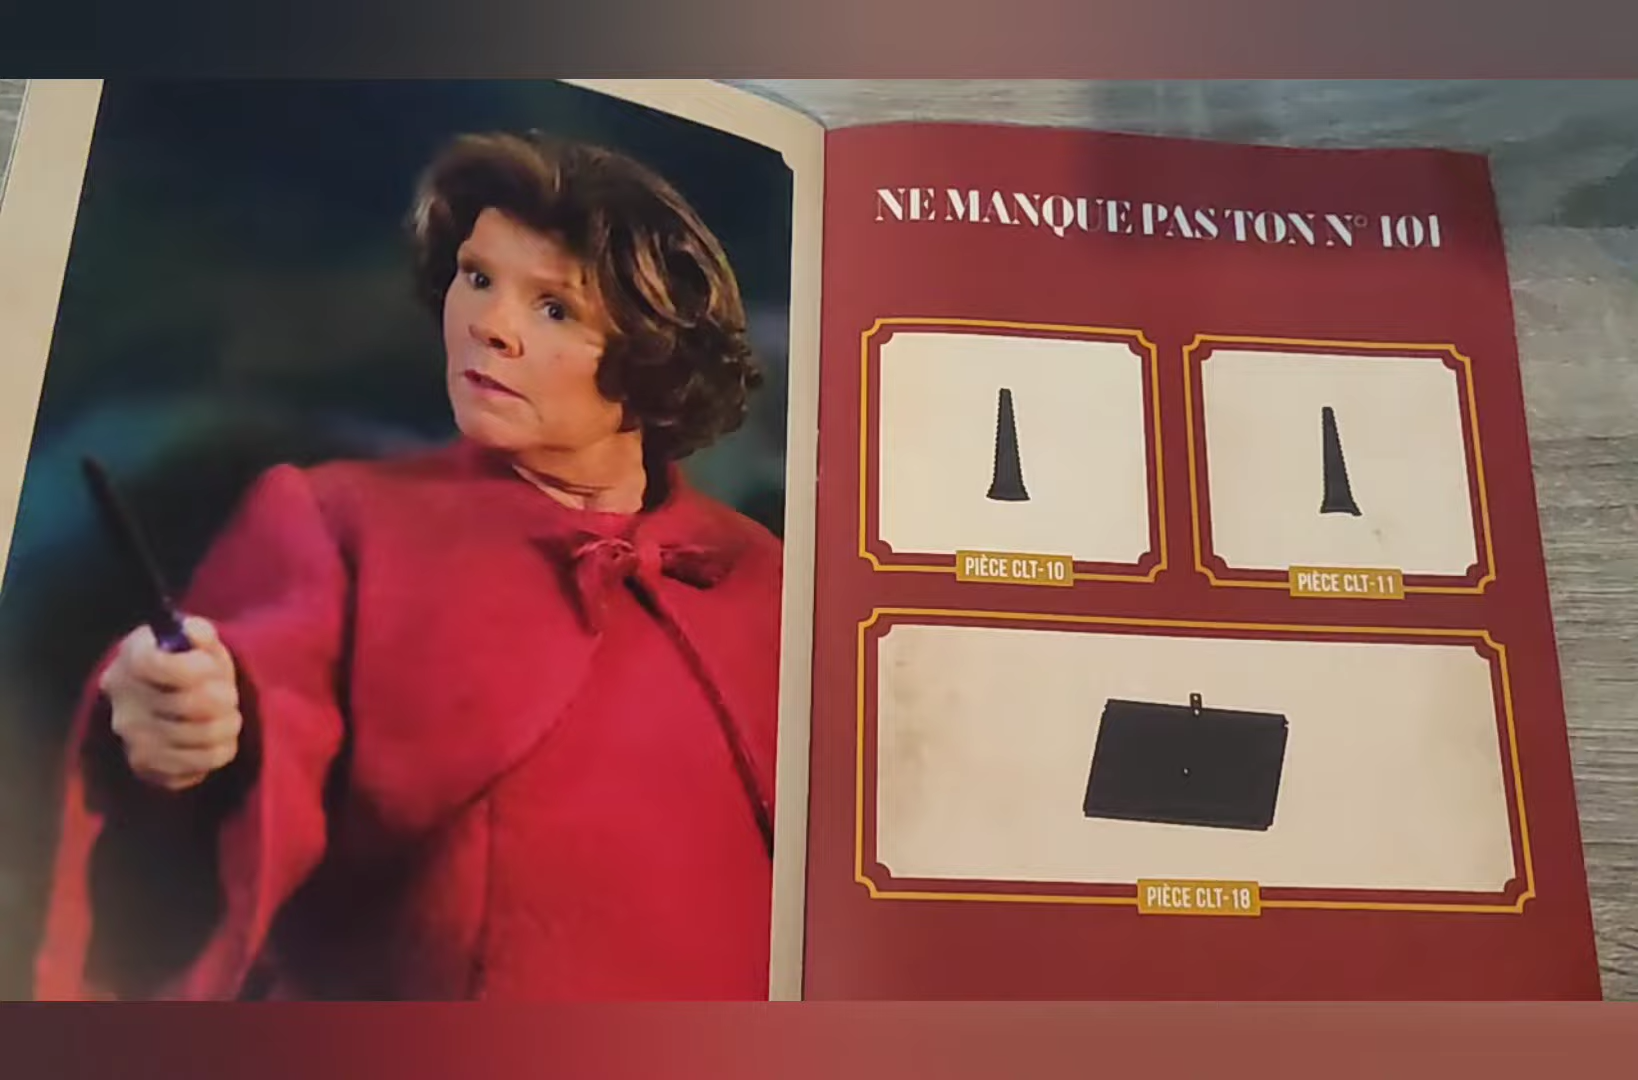 NE MANQUE PAS TON N° 101
PIÈCE CLT-10
PIÈCE CLT-11
PIÈCE CLT-18